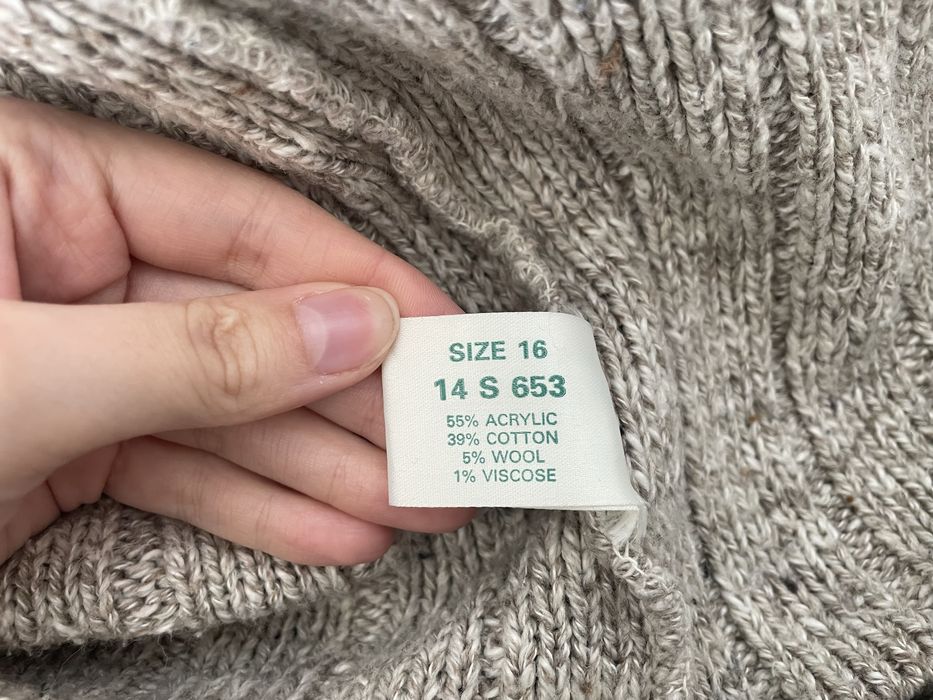 SIZE 16
14 S 653
55% ACRYLIC
39% COTTON
5% WOOL
1% VISCOSE